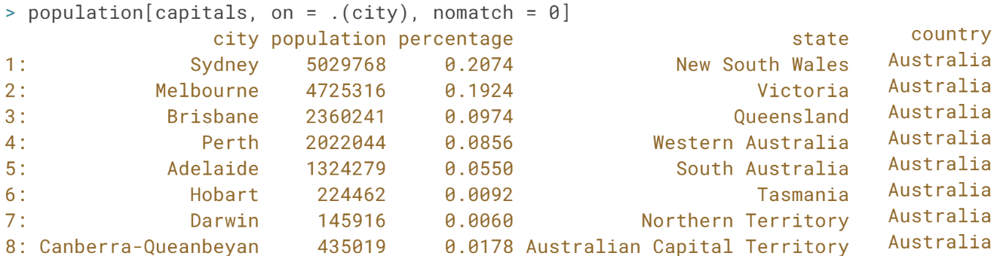 > population[capitals, on = .(city), nomatch = 0]
city population percentage state country
1: Sydney 5029768 0.2074 New South Wales Australia
2: Melbourne 4725316 0.1924 Victoria Australia
3: Brisbane 2360241 0.0974 Queensland Australia
4: Perth 2022044 0.0856 Western Australia Australia
5: Adelaide 1324279 0.0550 South Australia Australia
6: Hobart 224462 0.0092 Tasmania Australia
7: Darwin 145916 0.0060 Northern Territory Australia
8: Canberra-Queanbeyan 435019 0.0178 Australian Capital Territory Australia